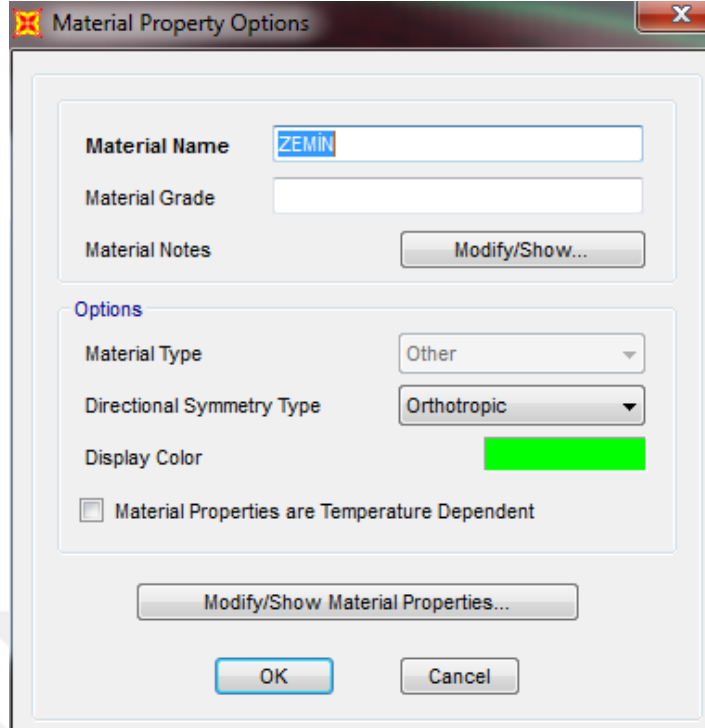 Material Property Options
X
Material Name ZEMİN
Material Grade
Material Notes Modify/Show...
Options
Material Type Other
Directional Symmetry Type Orthotropic
Display Color
Material Properties are Temperature Dependent
Modify/Show Material Properties...
OK Cancel